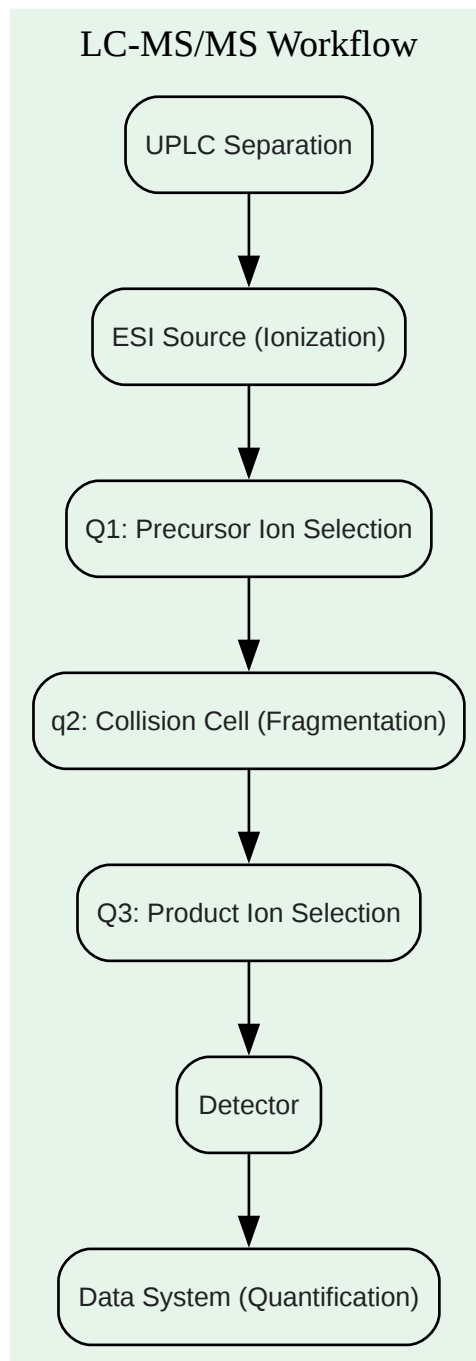 LC-MS/MS Workflow
UPLC Separation
ESI Source (Ionization)
Q1: Precursor Ion Selection
q2: Collision Cell (Fragmentation)
Q3: Product Ion Selection
Detector
Data System (Quantification)